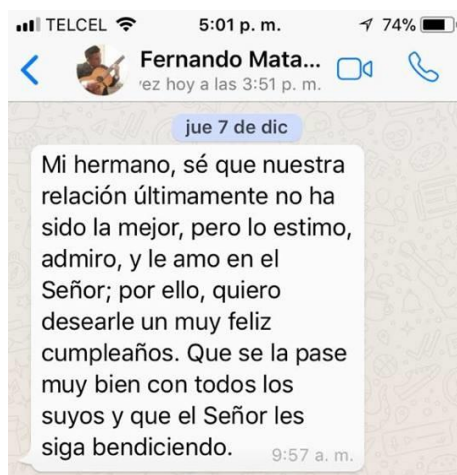 TELCEL 5:01 p. m. 74%
Fernando Mata...
vez hoy a las 3:51 p. m.
jue 7 de dic
Mi hermano, sé que nuestra
relación últimamente no ha
sido la mejor, pero lo estimo,
admiro, y le amo en el
Señor; por ello, quiero
desearle un muy feliz
cumpleaños. Que se la pase
muy bien con todos los
suyos y que el Señor les
siga bendiciendo. 9:57 a. m.